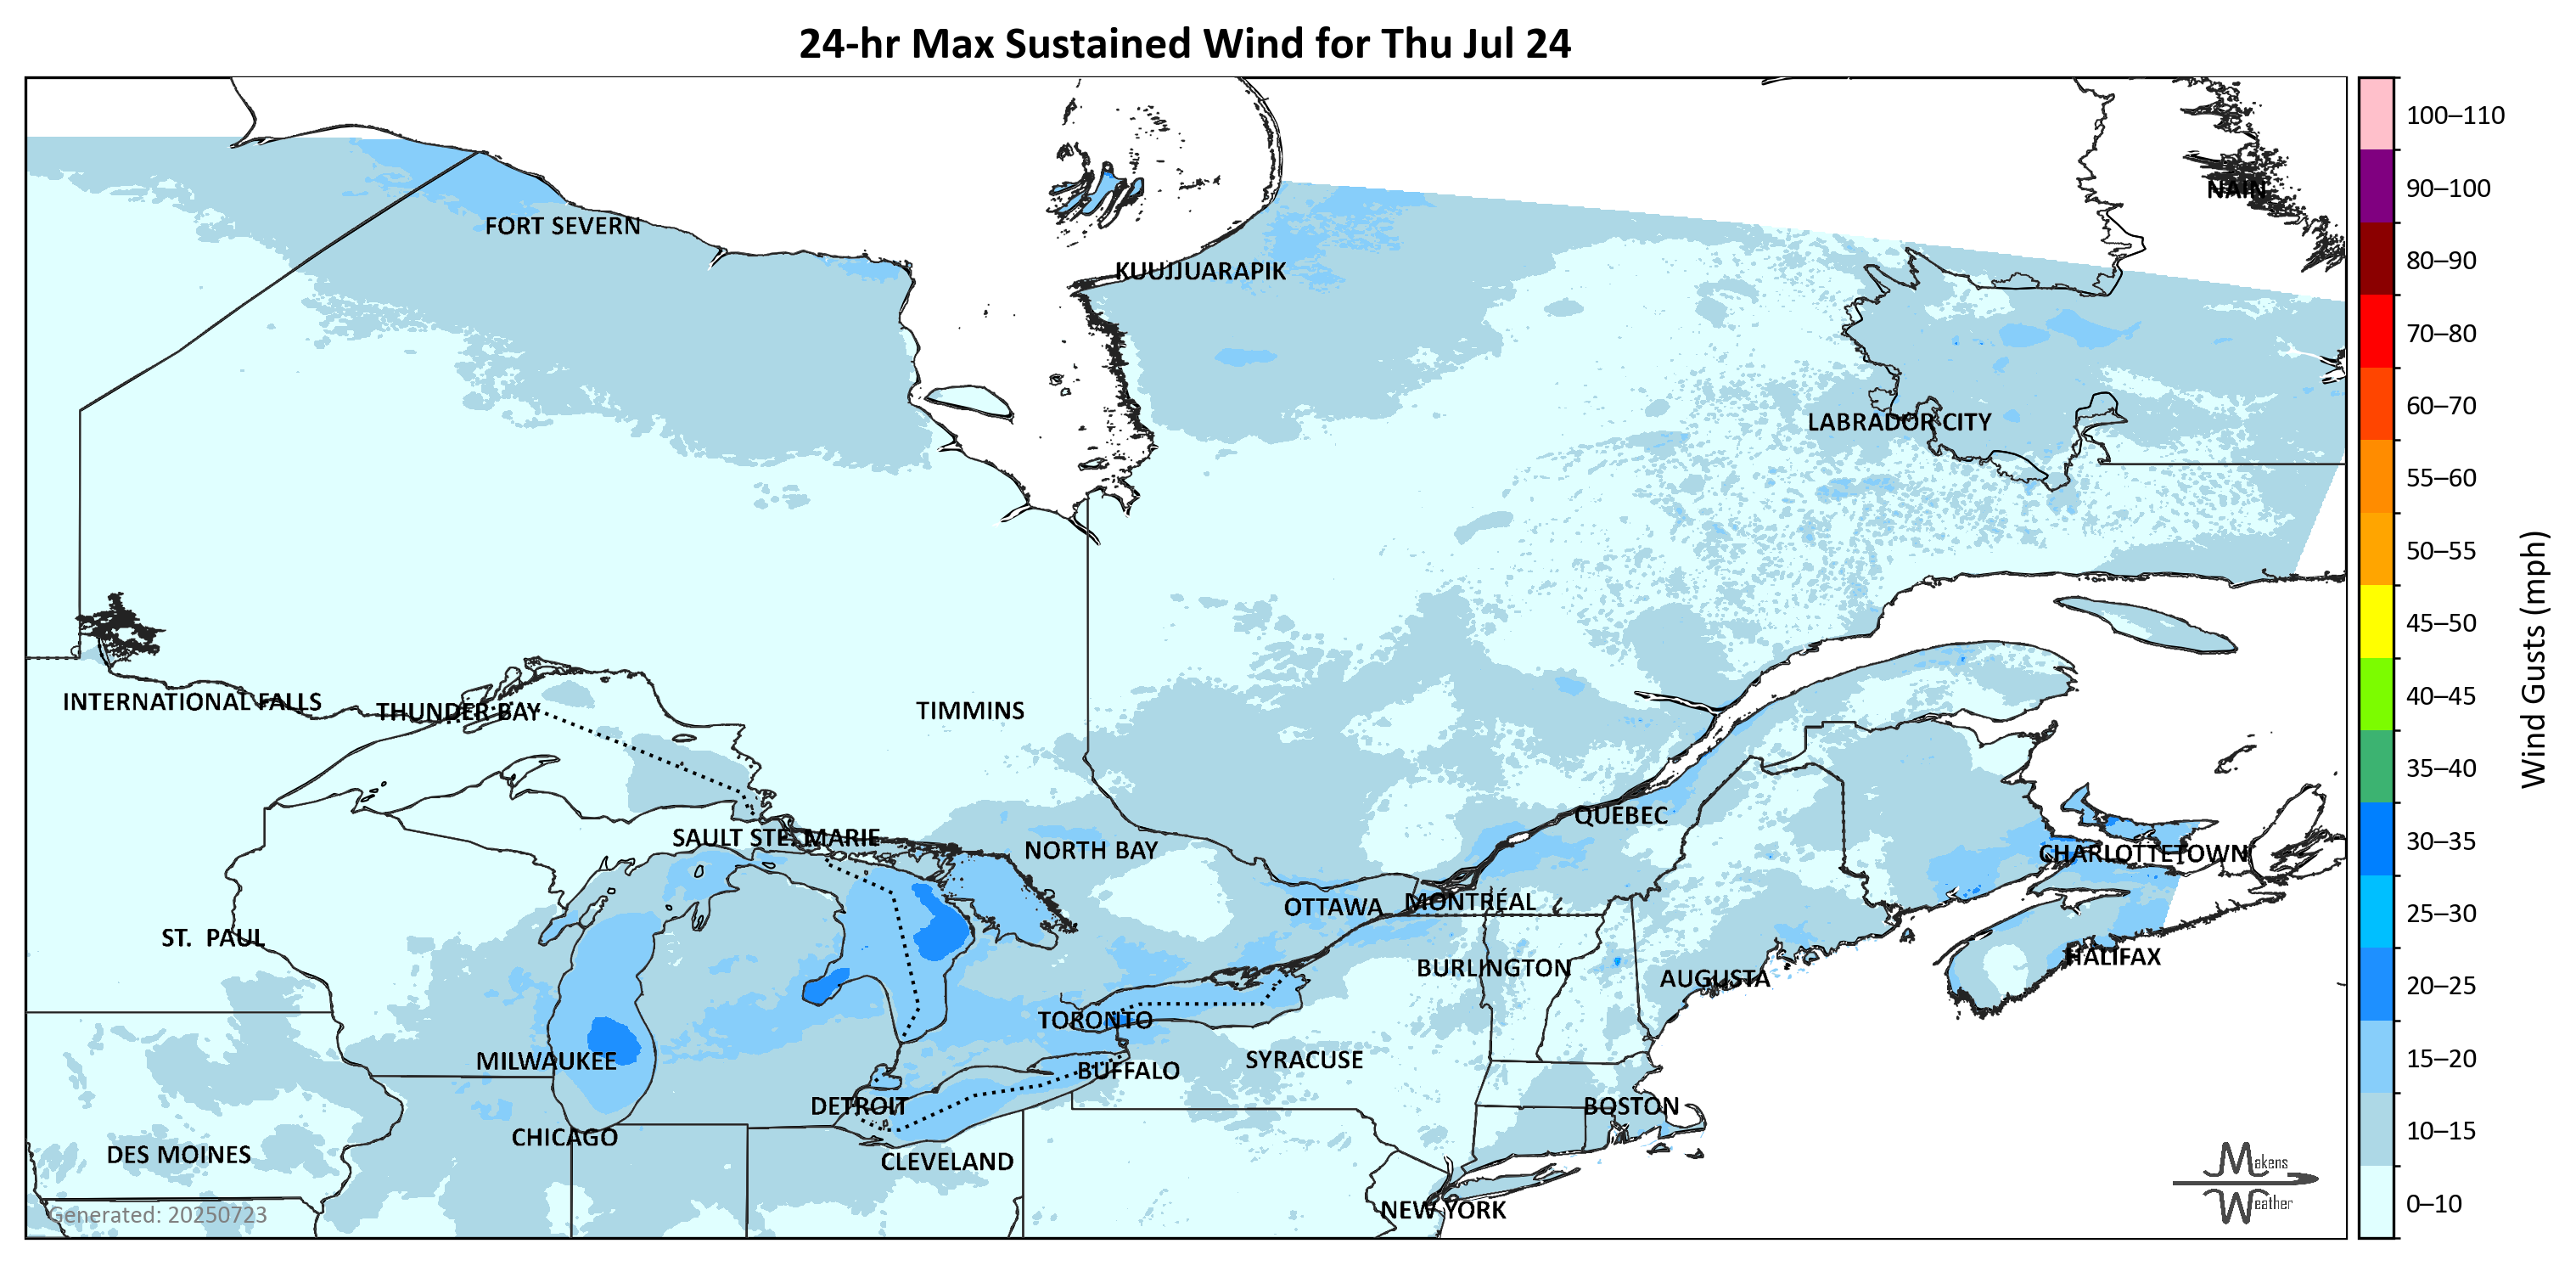 24-hr Max Sustained Wind for Thu Jul 24
100–110
90–100
NAIN
FORT SEVERN
80–90
KUUJJUARAPIK
70–80
60–70
LABRADOR CITY
55–60
50–55
45–50
Wind Gusts (mph)
40–45
INTERNATIONAL FALLS
THUNDER BAY
TIMMINS
35–40
QUÉBEC
SAULT STE. MARIE
30–35
NORTH BAY
CHARLOTTETOWN
OTTAWA
MONTRÉAL
25–30
ST. PAUL
HALIFAX
BURLINGTON
AUGUSTA
20–25
TORONTO
MILWAUKEE
SYRACUSE
15–20
BUFFALO
DETROIT
BOSTON
10–15
CHICAGO
DES MOINES
CLEVELAND
Makens
Weather
0–10
NEW YORK
Generated: 20250723